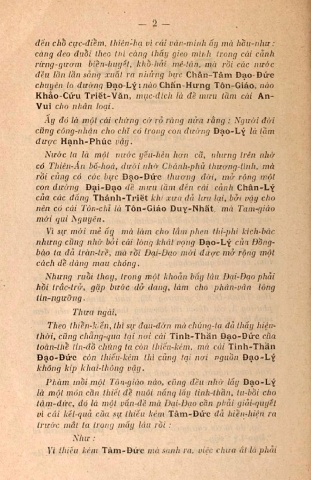 — 2 —
đến chỗ cực-điểm, thiên-hạ vì cái văn-minh ấy mà hầu-như :
càng đeo đuổi theo thì càng thấy gieo mình trong cái cảnh
rừng-gươm biển-huyết, khổ-hải mê-tân, mà rồi các nước
đều lần lần sảng xuất ra những bực Chân-Tâm Đạo-Đức
chuyên lo đường Đạo-Lý; nào Chấn-Hưng Tôn-Giáo, nào
Khảo-Cứu Triết-Văn, mục-đích là để mưu tầm cái An-
Vui cho nhân-loại.
Ấy đó là một cái chứng cớ rõ ràng nữa rằng : Người đời
cũng công-nhân cho chỉ có trong con đường Đạo-Lý là tầm
được Hạnh-Phúc vậy.
Nước ta là một nước yếu-hèn hơn cũ, nhưng trên nhờ
có Thiên-Ân bố-hoá, dưới nhờ Chánh-phủ thương-tình, mà
rồi cũng có các bực Đạo-Đức thương đời, mở rộng một
con đường Đại-Đạo để mưu tầm đến cái cảnh Chân-Lý
của các đấng Thánh-Triết khi xưa đã lưu lại, bởi vậy cho
nên có cái Tôn-chỉ là Tôn-Giáo Duy-Nhất, mà Tam-giáo
mới qui Nguyên.
Vì sự mới mẻ ấy mà làm cho lắm phen thị-phi kích-bác
nhưng cũng nhờ bởi cái lòng khát vọng Đạo-Lý của Đồng-
bào ta đã tràn-trề, mà rồi Đại-Đạo mới được mở rộng một
cách dễ dàng mau chóng.
Nhưng rủi thay, trong một khoản bấy lâu Đại-Đạo phải
hồi trắc-trở, gặp bước dở dang, làm cho phân-vân lòng
tín-ngưỡng.
Thưa ngài,
Theo thiển-kiến, thì sự đau-đớn mà chúng-ta đã thấy hiện-
thời, cũng chẳng-qua tại nơi cái Tinh-Thần Đạo-Đức của
toàn-thể tín-đồ chúng ta còn thiếu-kém, mà cái Tinh-Thần
Đạo-Đức còn thiếu-kém thì cũng tại nơi nguồn Đạo-Lý
không kịp khai-thông vậy.
Phàm mỗi một Tôn-giáo nào, cũng đều nhờ lấy Đạo-Lý
là một món cần thiết để nuôi nấng lấy tinh-thần, tu-bồi cho
tâm-đức, đó là một vấn-đề mà Đại-Đạo cần phải giải-quyết
vì cái kết-quả của sự thiếu kém Tâm-Đức đã hiển-hiện ra
trước mắt ta trong mấy lâu rồi :
Như :
Vì thiếu kém Tâm-Đức mà sanh ra, việc chưa ắt là phải